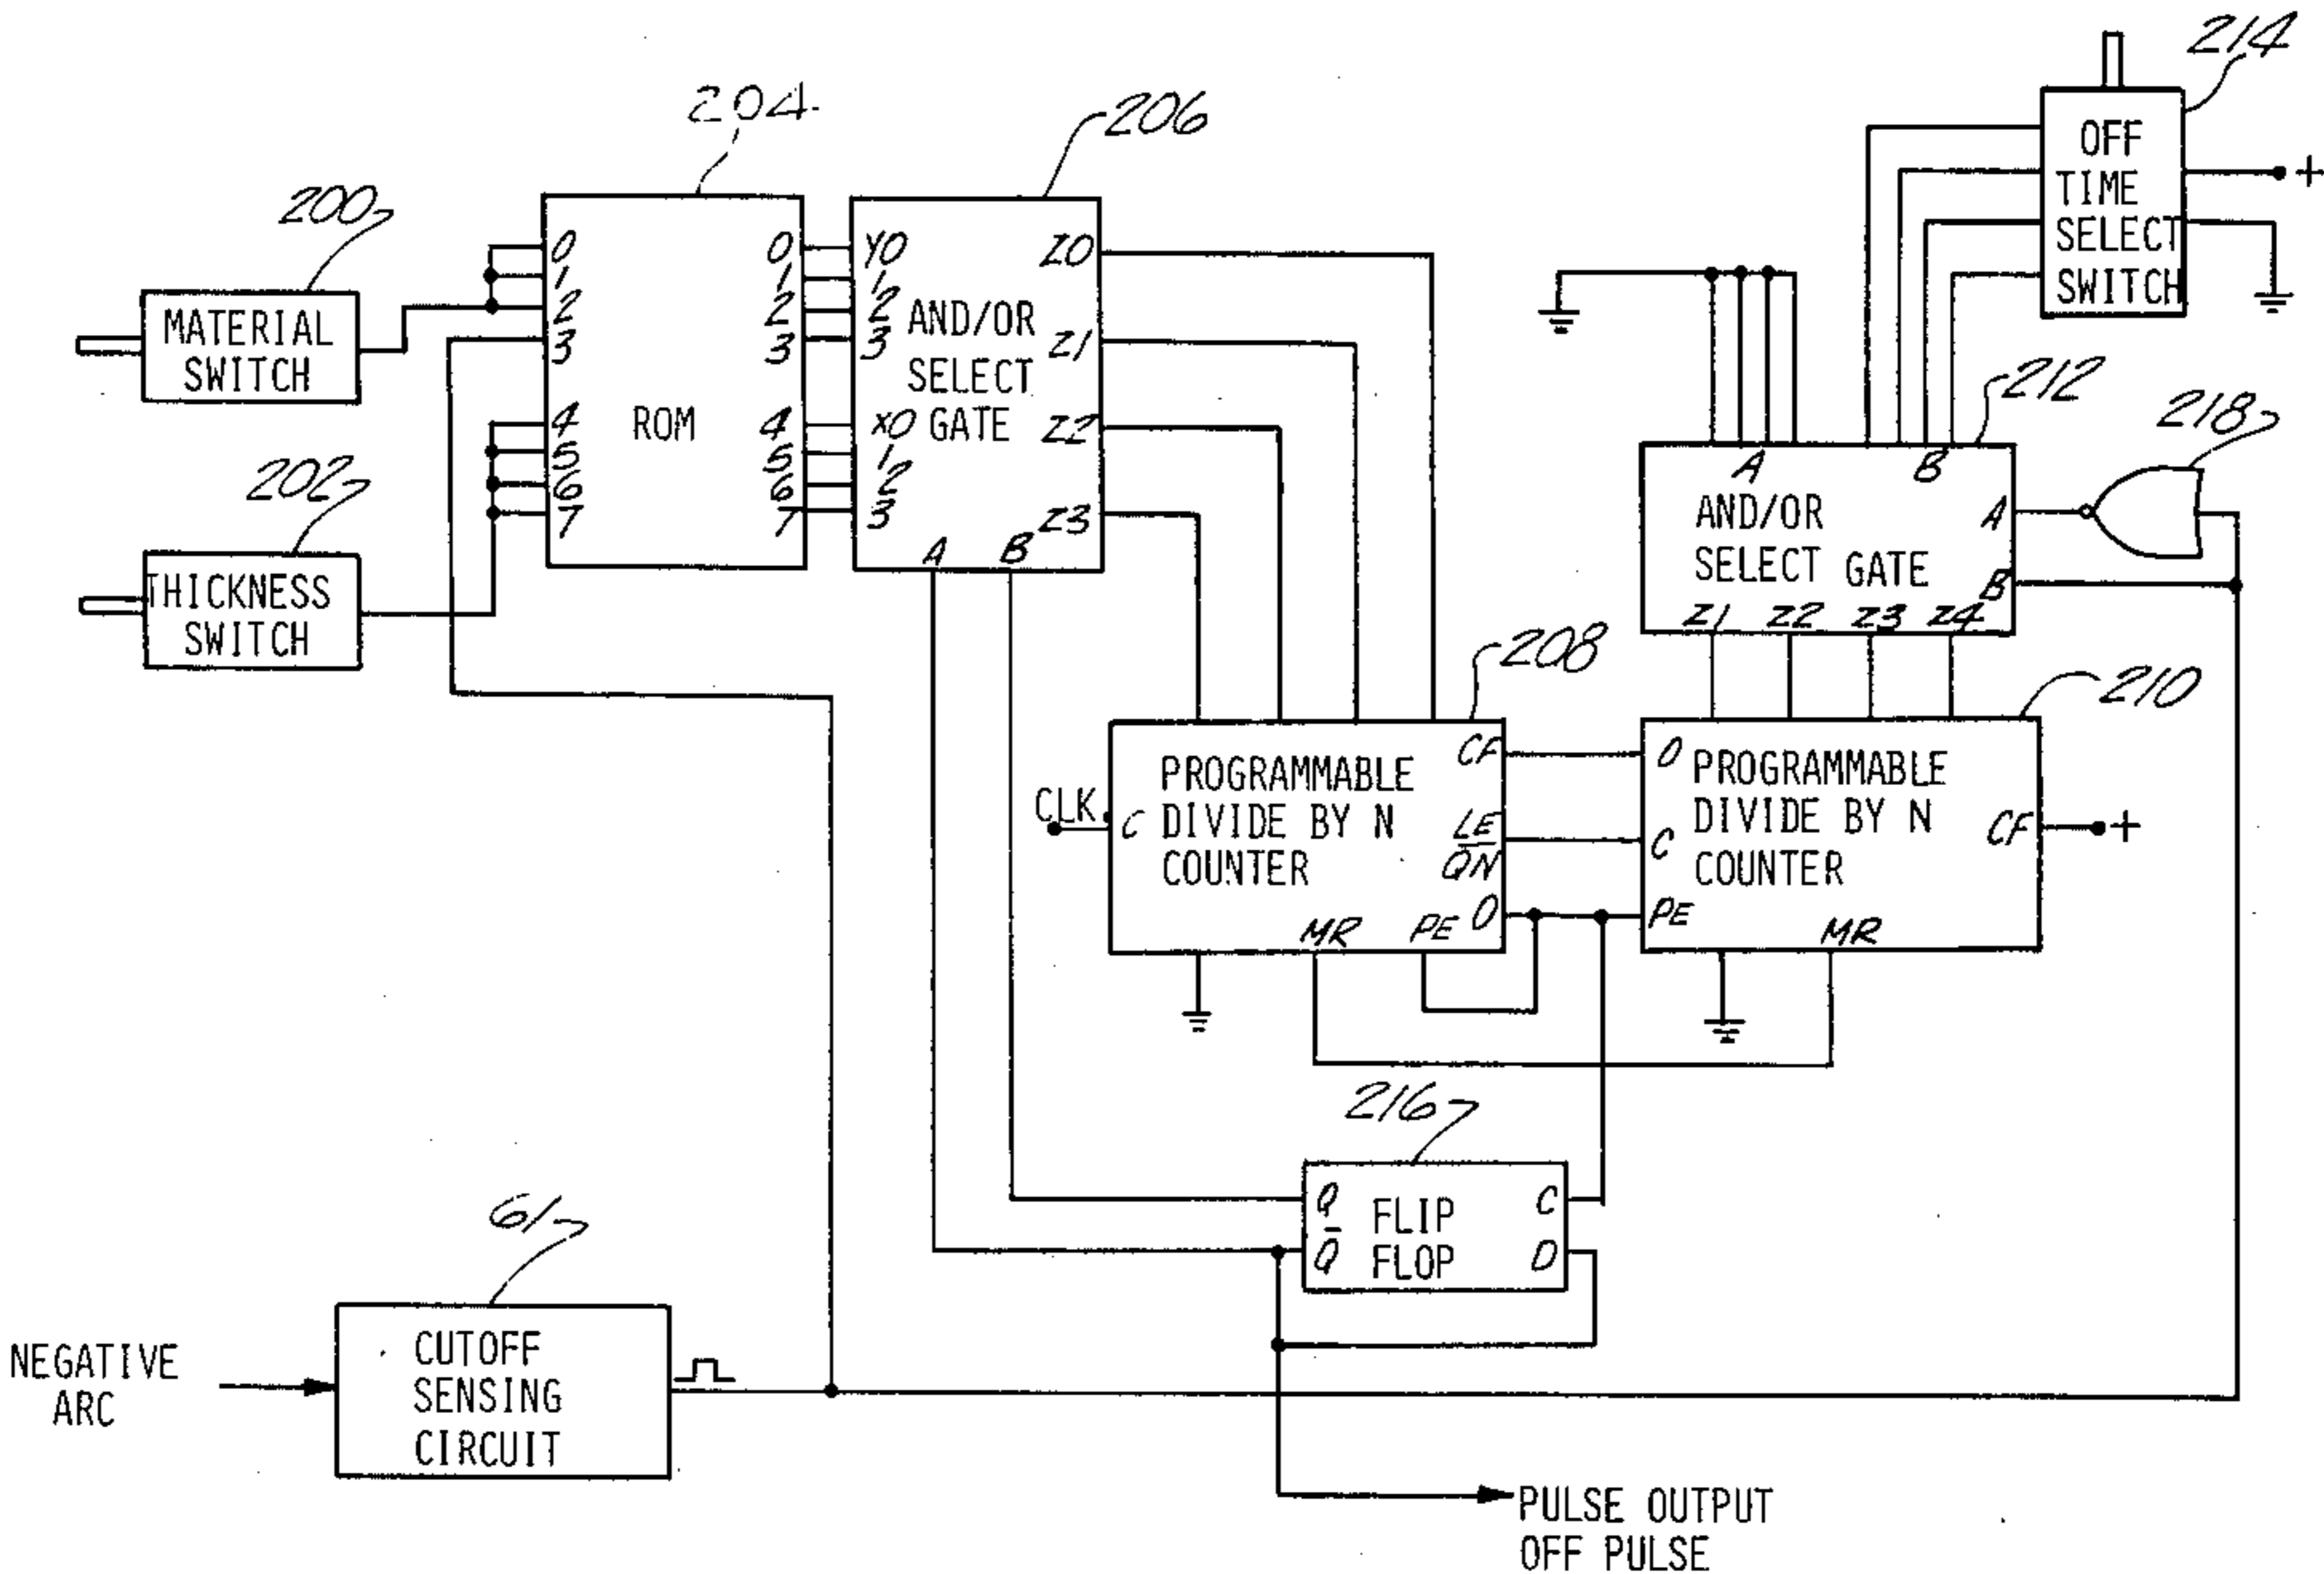 214
OFF
TIME
SELECT
SWITCH
+
204
206
200
MATERIAL
SWITCH
0
1
2
3
4
5
6
7
ROM
0
1
2
3
4
5
6
7
Y0
1
2
3
X0
1
2
3
AND/OR
SELECT
GATE
Z0
Z1
Z2
Z3
A
B
202
THICKNESS
SWITCH
212
218
A
B
AND/OR
SELECT GATE
A
B
Z1 Z2 Z3 Z4
208
210
CLK
C
PROGRAMMABLE
DIVIDE BY N
COUNTER
CF
LE
QN
0
MR
PE
0
C
PE
PROGRAMMABLE
DIVIDE BY N
COUNTER
CF
+
MR
216
Q
Q̅
FLIP
FLOP
C
D
61
NEGATIVE
ARC
CUTOFF
SENSING
CIRCUIT
PULSE OUTPUT
OFF PULSE